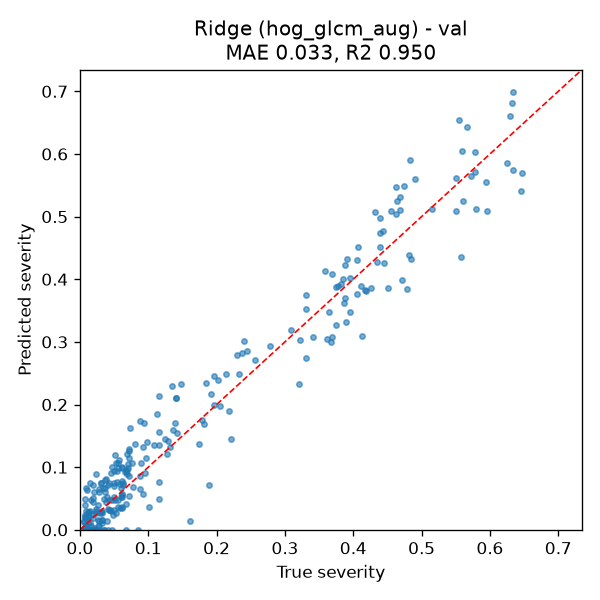 Ridge (hog_glcm_aug) - val
MAE 0.033, R2 0.950
0.7
0.6
0.5
0.4
0.3
0.2
0.1
0.0
Predicted severity
0.0 0.1 0.2 0.3 0.4 0.5 0.6 0.7
True severity